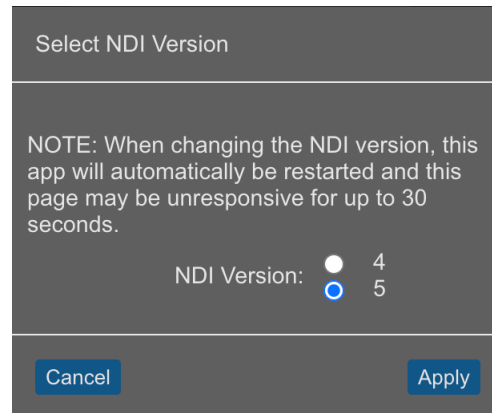 Select NDI Version
NOTE: When changing the NDI version, this
app will automatically be restarted and this
page may be unresponsive for up to 30
seconds.
NDI Version:
4
5
Cancel
Apply